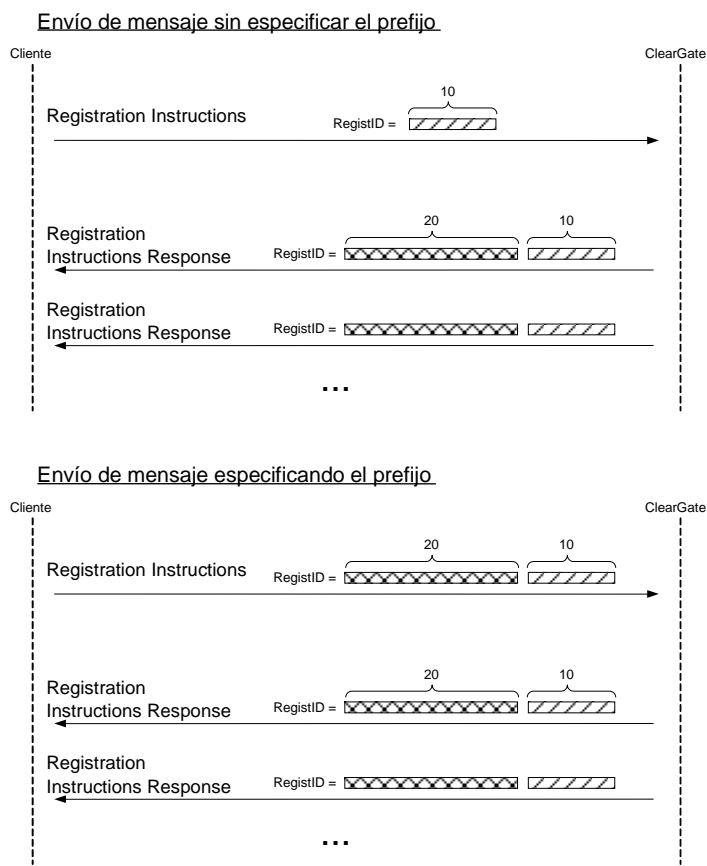 Envío de mensaje sin especificar el prefijo
Cliente
ClearGate
Registration Instructions
RegistID =
10
Registration
Instructions Response
RegistID =
20
10
Registration
Instructions Response
RegistID =
...
Envío de mensaje especificando el prefijo
Cliente
ClearGate
Registration Instructions
RegistID =
20
10
Registration
Instructions Response
RegistID =
20
10
Registration
Instructions Response
RegistID =
...